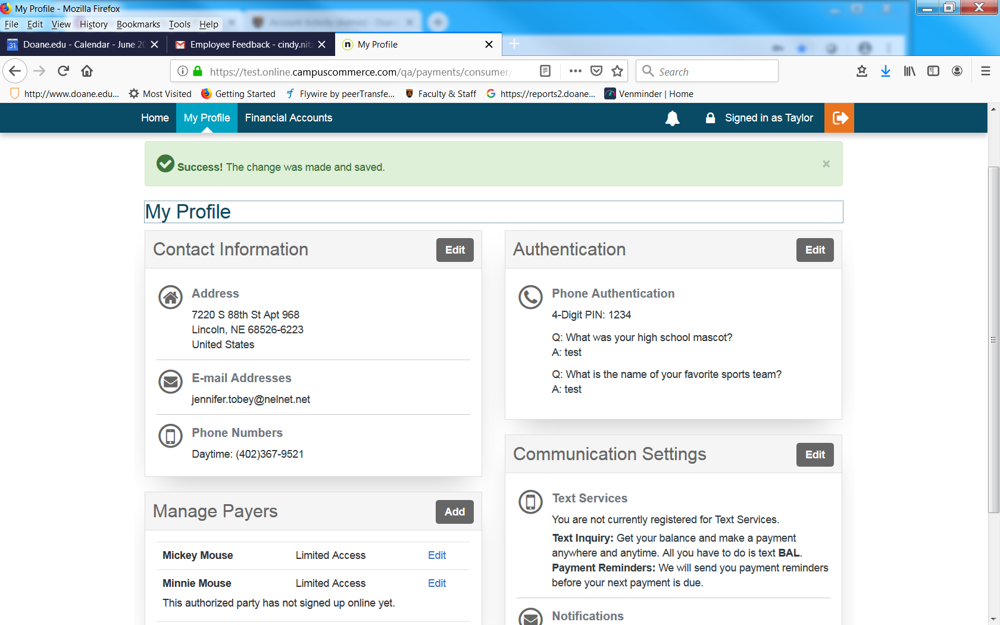 My Profile - Mozilla Firefox
File Edit View History Bookmarks Tools Help
Doane.edu - Calendar - June 20
Employee Feedback - cindy.nitz
My Profile
https://test.online.campuscommerce.com/qa/payments/consumer/
Search
http://www.doane.edu...
Most Visited
Getting Started
Flywire by peerTransfe...
Faculty & Staff
https://reports2.doane...
Venminder | Home
Home
My Profile
Financial Accounts
Signed in as Taylor
Success! The change was made and saved.
×
My Profile
Contact Information
Edit
Address
7220 S 88th St Apt 968
Lincoln, NE 68526-6223
United States
E-mail Addresses
jennifer.tobey@nelnet.net
Phone Numbers
Daytime: (402)367-9521
Manage Payers
Add
Mickey Mouse Limited Access Edit
Minnie Mouse Limited Access Edit
This authorized party has not signed up online yet.
Authentication
Edit
Phone Authentication
4-Digit PIN: 1234
Q: What was your high school mascot?
A: test
Q: What is the name of your favorite sports team?
A: test
Communication Settings
Edit
Text Services
You are not currently registered for Text Services.
Text Inquiry: Get your balance and make a payment
anywhere and anytime. All you have to do is text BAL.
Payment Reminders: We will send you payment reminders
before your next payment is due.
Notifications